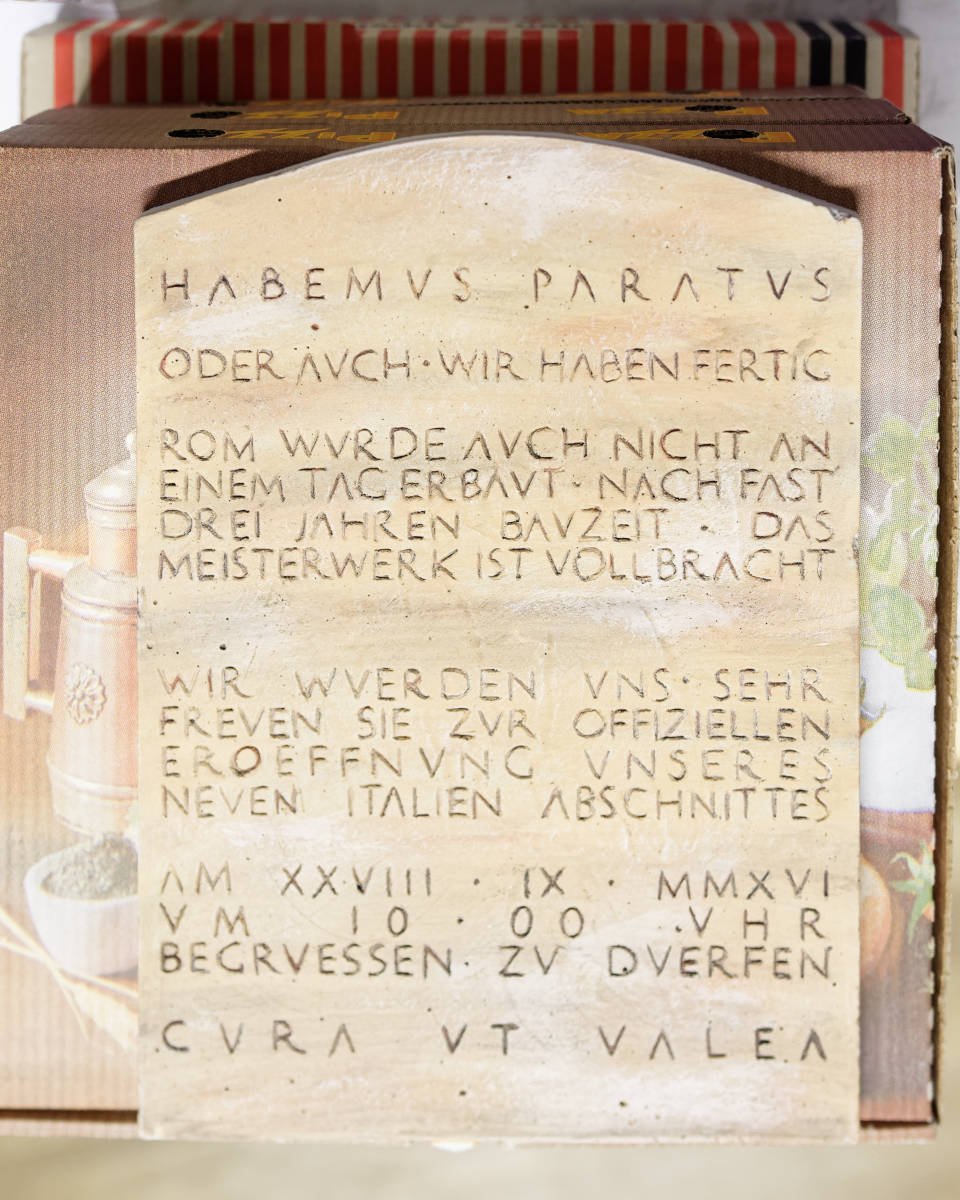 HABEMVS PARATVS
ODER AVCH · WIR HABEN FERTIG
ROM WVRDE AVCH NICHT AN
EINEM TAG ERBAVT · NACH FAST
DREI JAHREN BAVZEIT · DAS
MEISTERWERK IST VOLLBRACHT
WIR WVERDEN VNS · SEHR
FREVEN SIE ZVR OFFIZIELLEN
EROEFFNVNG VNSERES
NEVEN ITALIEN ABSCHNITTES
AM XXVIII · IX · MMXVI
VM 10 · 00 VHR
BEGRVESSEN · ZV DVERFEN
CVRA VT VALEA